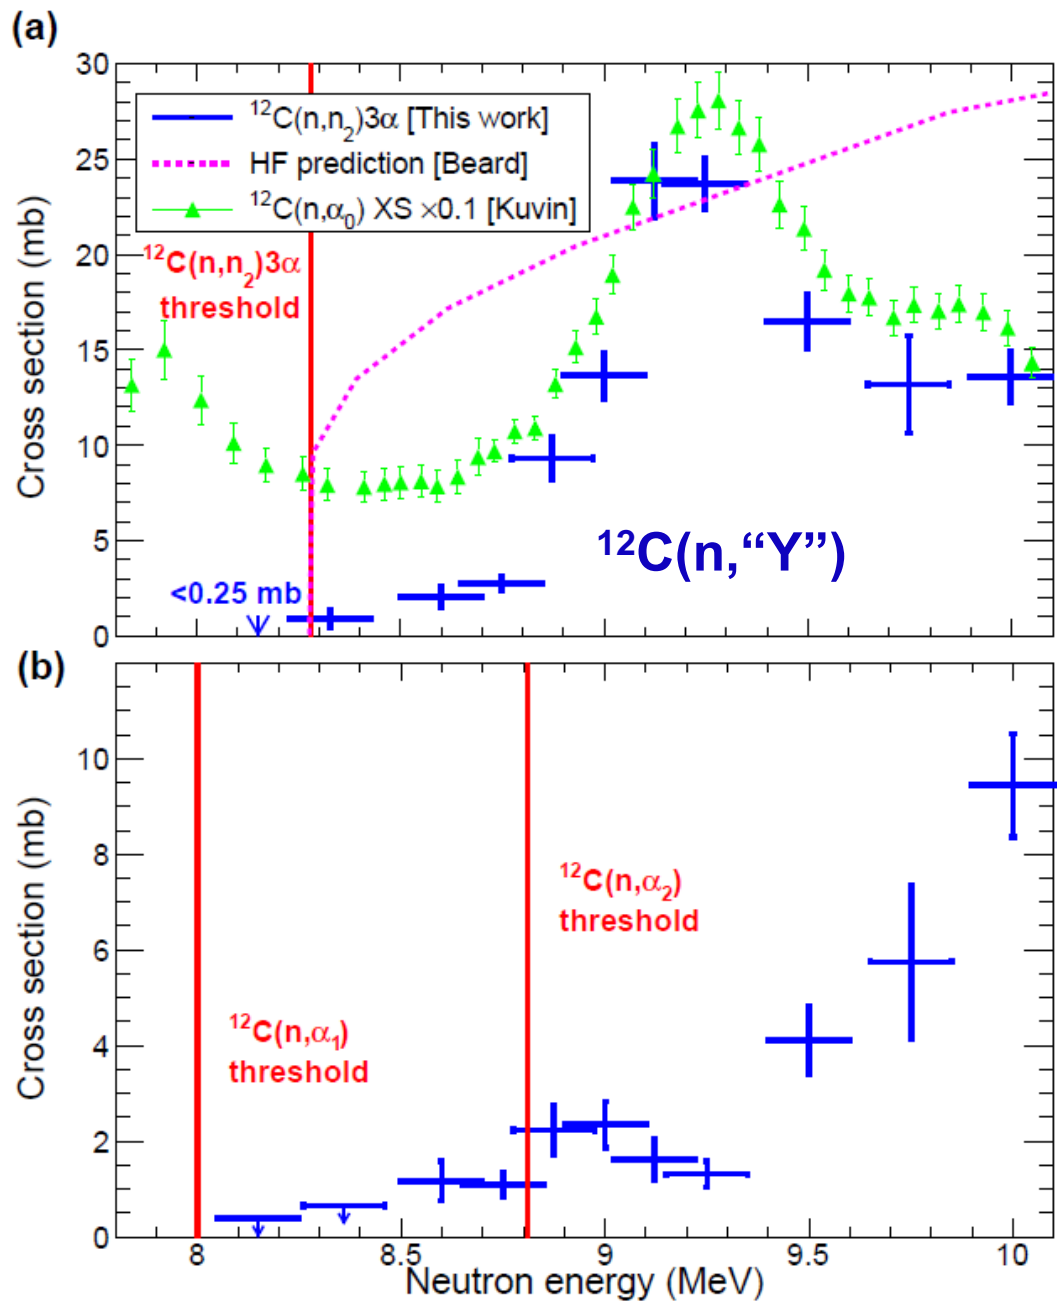 (a)
30
25
20
15
10
5
0
Cross section (mb)
¹²C(n,n₂)3α [This work]
HF prediction [Beard]
¹²C(n,α₀) XS ×0.1 [Kuvin]
¹²C(n,n₂)3α
threshold
<0.25 mb
¹²C(n,“Y”)
(b)
10
8
6
4
2
0
Cross section (mb)
¹²C(n,α₂)
threshold
¹²C(n,α₁)
threshold
8 8.5 9 9.5 10
Neutron energy (MeV)